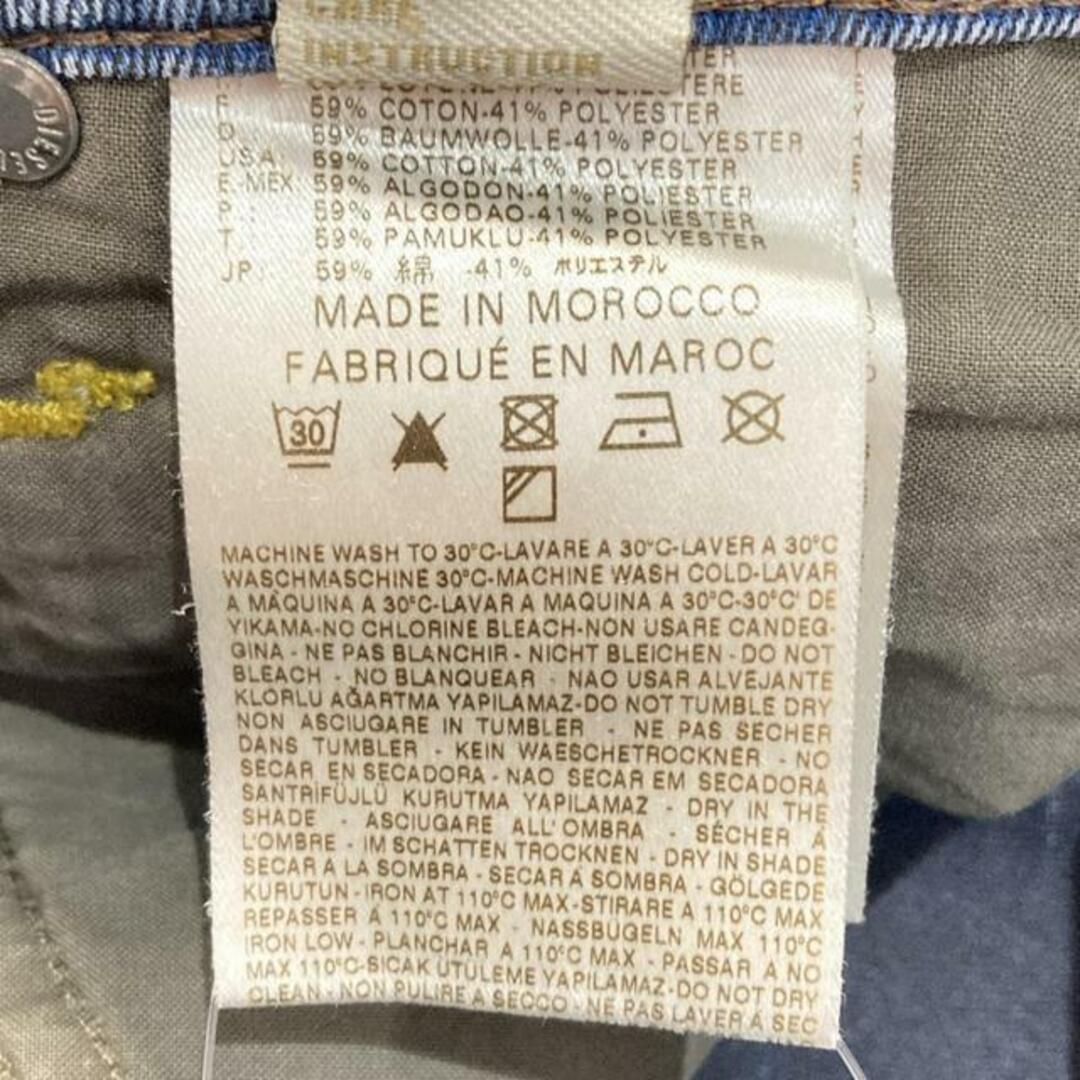 DIESEL
CARE
INSTRUCTION
F.: 59% COTON-41% POLYESTER
D.: 59% BAUMWOLLE-41% POLYESTER
USA: 59% COTTON-41% POLYESTER
E-MEX: 59% ALGODON-41% POLIESTER
P.: 59% ALGODAO-41% POLIESTER
T.: 59% PAMUKLU-41% POLYESTER
JP.: 59% 綿 -41% ポリエステル
MADE IN MOROCCO
FABRIQUÉ EN MAROC
30
MACHINE WASH TO 30°C-LAVARE A 30°C-LAVER A 30°C
WASCHMASCHINE 30°C-MACHINE WASH COLD-LAVAR
A MÁQUINA A 30°C-LAVAR A MAQUINA A 30°C-30°C' DE
YIKAMA-NO CHLORINE BLEACH-NON USARE CANDEG-
GINA - NE PAS BLANCHIR - NICHT BLEICHEN - DO NOT
BLEACH - NO BLANQUEAR - NAO USAR ALVEJANTE
KLORLU AĞARTMA YAPILAMAZ-DO NOT TUMBLE DRY
NON ASCIUGARE IN TUMBLER - NE PAS SÉCHER
DANS TUMBLER - KEIN WAESCHETROCKNER - NO
SECAR EN SECADORA - NAO SECAR EM SECADORA
SANTRİFÜJLÜ KURUTMA YAPILAMAZ - DRY IN THE
SHADE - ASCIUGARE ALL' OMBRA - SÉCHER À
L'OMBRE - IM SCHATTEN TROCKNEN - DRY IN SHADE
SECAR A LA SOMBRA - SECAR A SOMBRA - GÖLGEDE
KURUTUN - IRON AT 110°C MAX - STIRARE A 110°C MAX
REPASSER À 110°C MAX - NASSBÜGELN MAX 110°C
IRON LOW - PLANCHAR A 110°C MAX - PASSAR A NO
MAX 110°C-SICAK ÜTÜLEME YAPILAMAZ-DO NOT DRY
CLEAN - NON PULIRE A SECCO - NE PAS LAVER À SEC